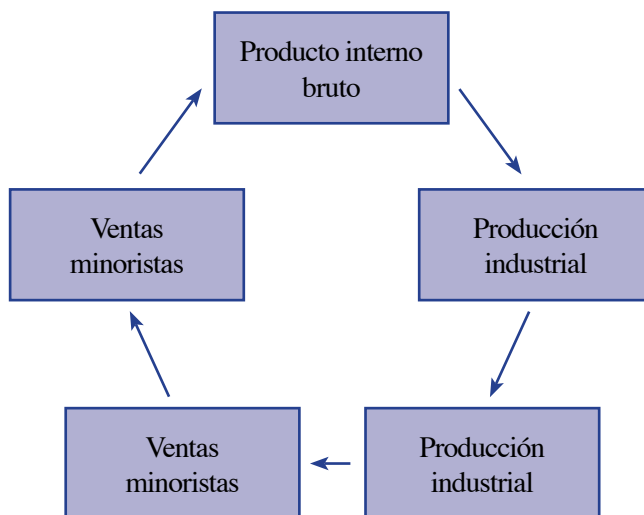 Producto interno
bruto
Ventas
minoristas
Producción
industrial
Ventas
minoristas
Producción
industrial